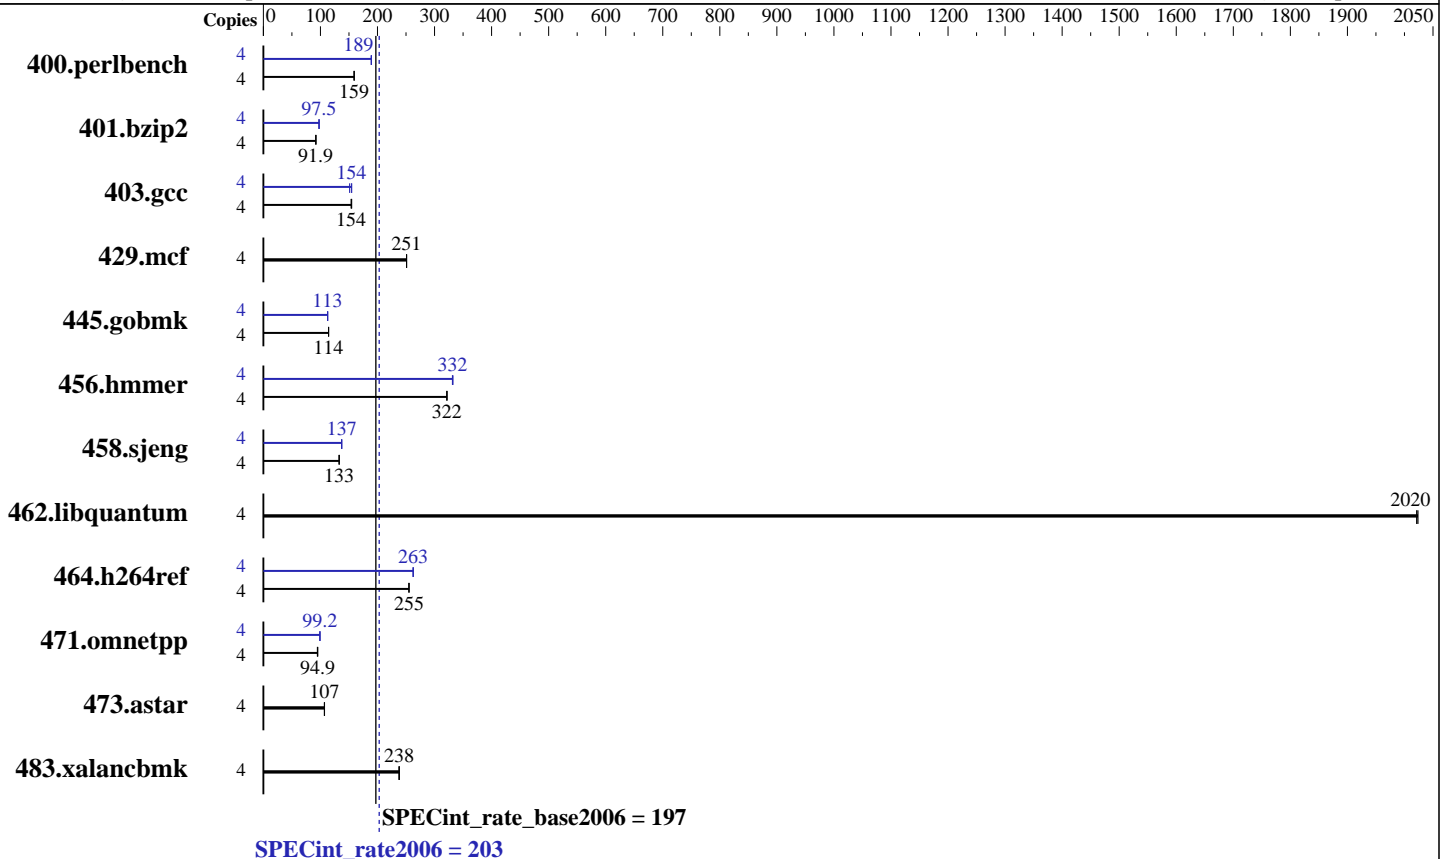 Copies 0 100 200 300 400 500 600 700 800 900 1000 1100 1200 1300 1400 1500 1600 1700 1800 1900 2050
400.perlbench 4 189
4 159
401.bzip2 4 97.5
4 91.9
403.gcc 4 154
4 154
429.mcf 4 251
445.gobmk 4 113
4 114
456.hmmer 4 332
4 322
458.sjeng 4 137
4 133
462.libquantum 4 2020
464.h264ref 4 263
4 255
471.omnetpp 4 99.2
4 94.9
473.astar 4 107
483.xalancbmk 4 238
SPECint_rate_base2006 = 197
SPECint_rate2006 = 203